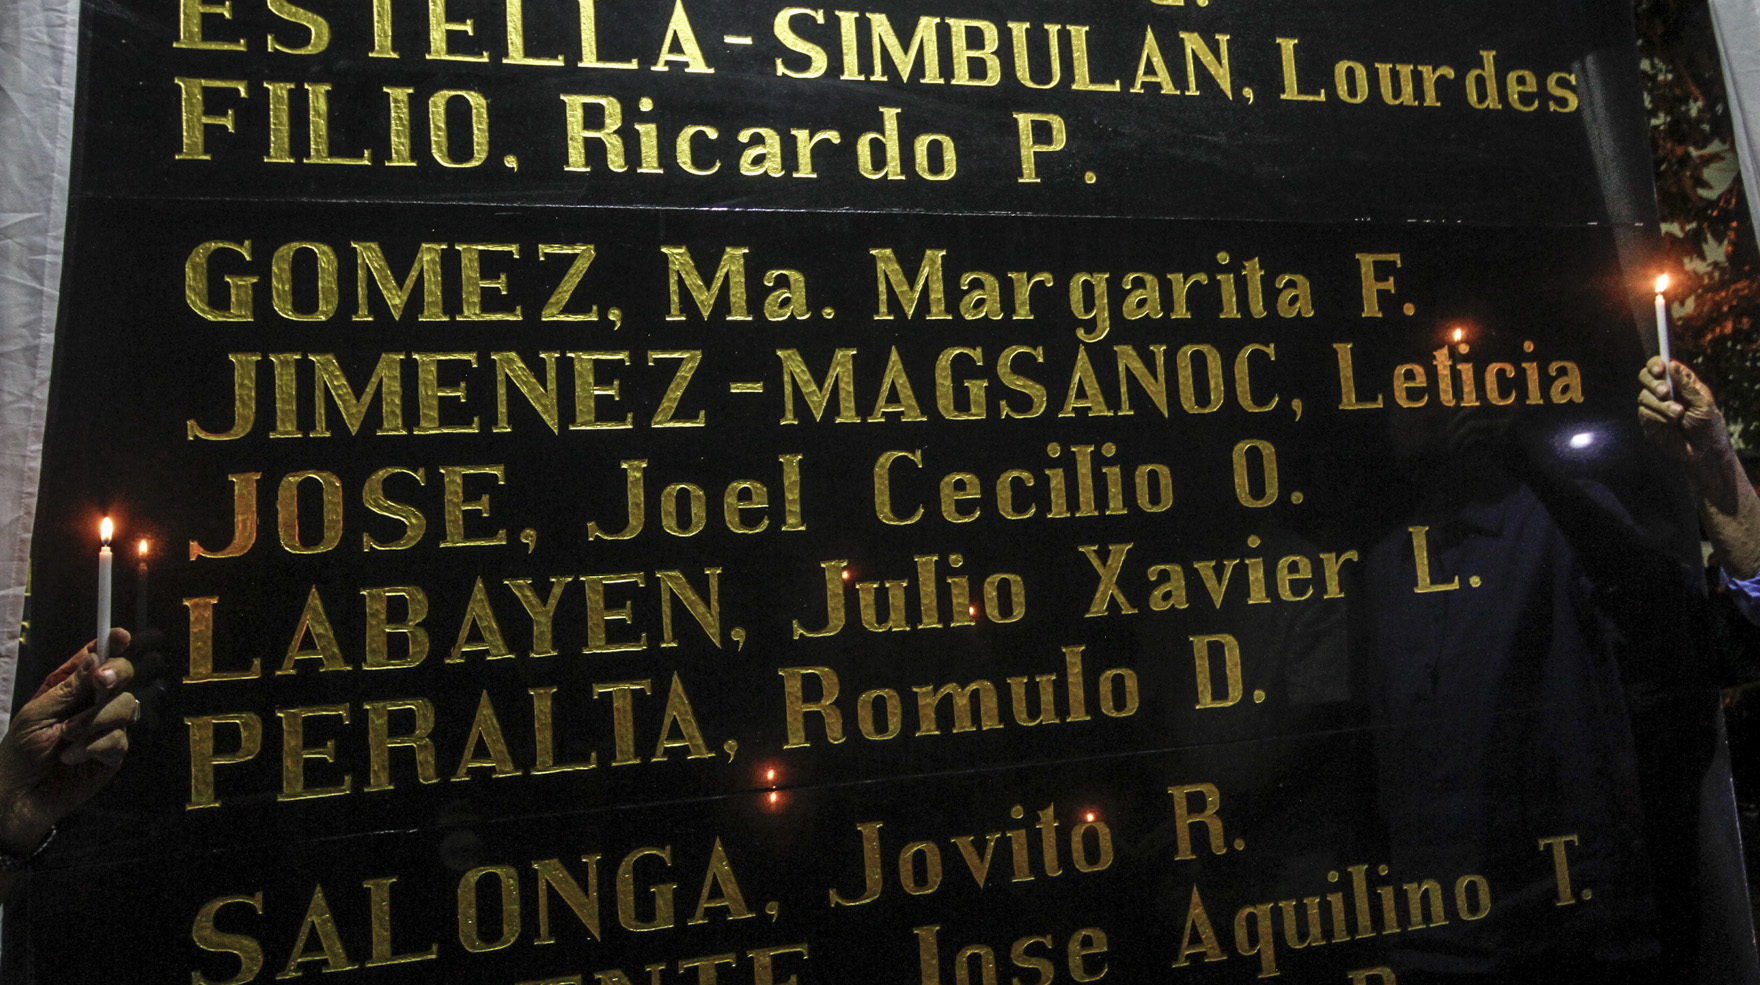 ESTELLA-SIMBULAN, Lourdes
FILIO, Ricardo P.
GOMEZ, Ma. Margarita F.
JIMENEZ-MAGSANOC, Leticia
JOSE, Joel Cecilio O.
LABAYEN, Julio Xavier L.
PERALTA, Romulo D.
SALONGA, Jovito R.
Jose Aquilino T.